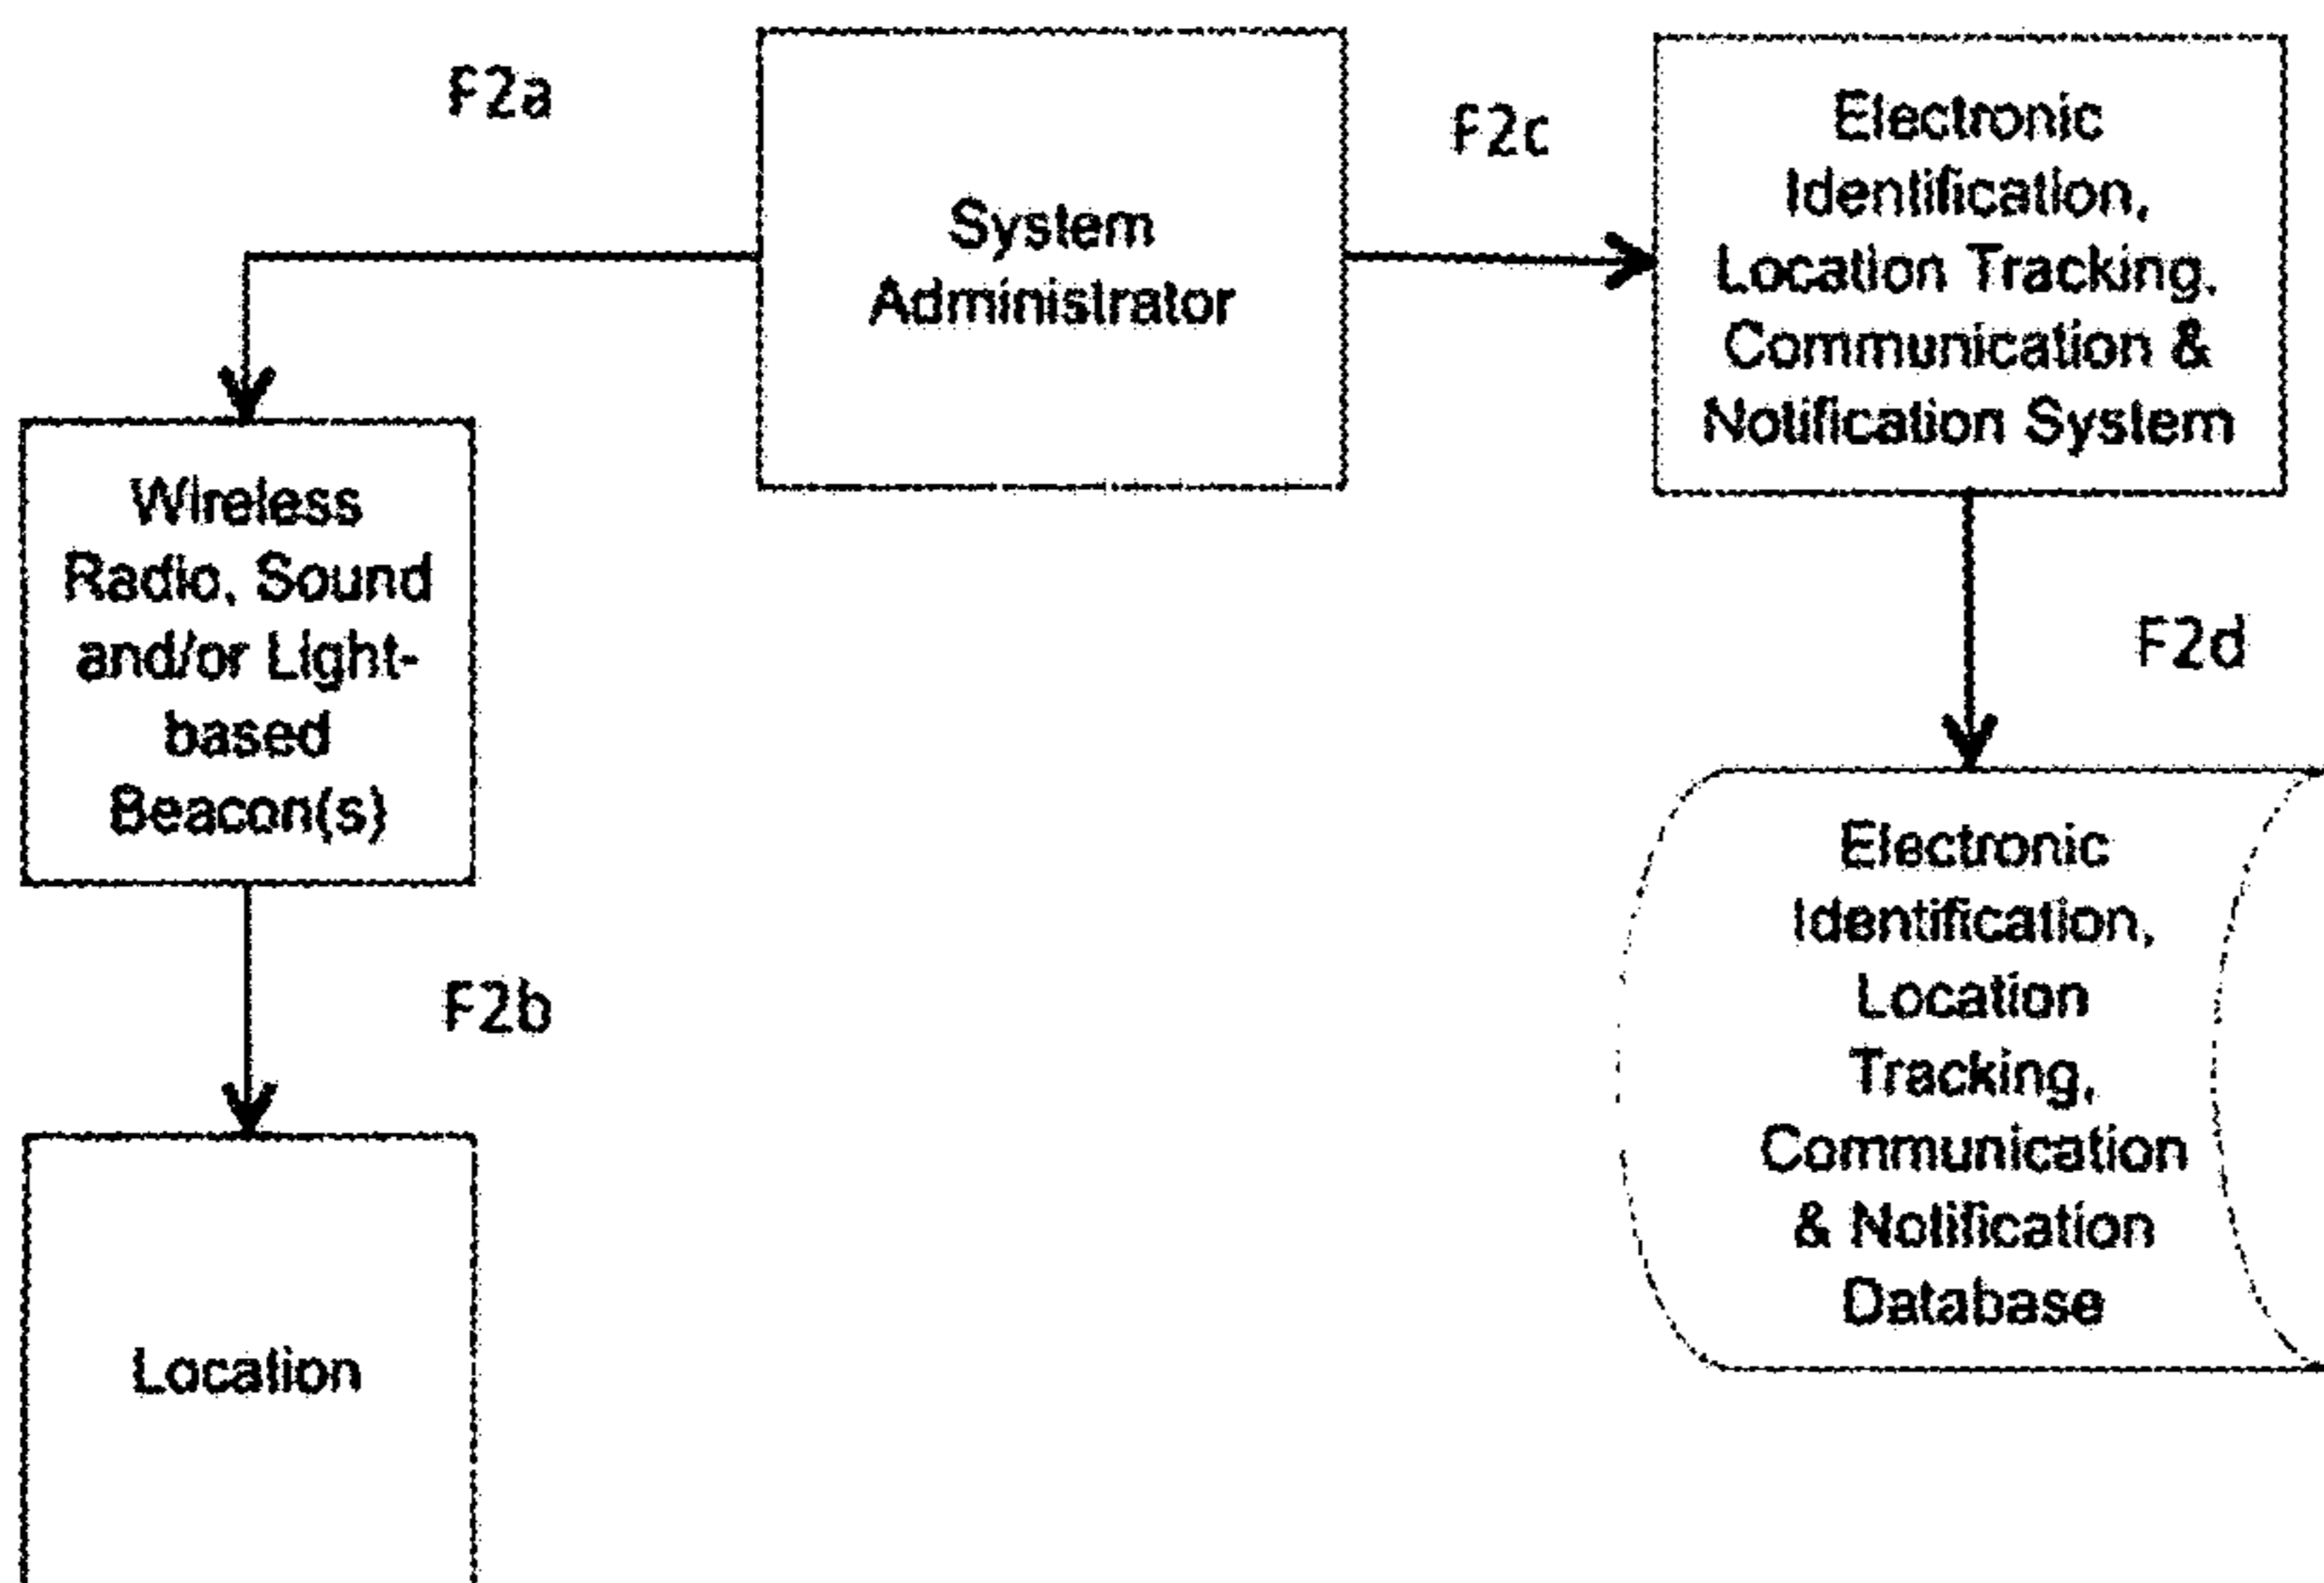 F2a
System
Administrator
F2c
Electronic
Identification,
Location Tracking,
Communication &
Notification System
Wireless
Radio, Sound
and/or Light-
based
Beacon(s)
F2d
F2b
Electronic
Identification,
Location
Tracking,
Communication
& Notification
Database
Location